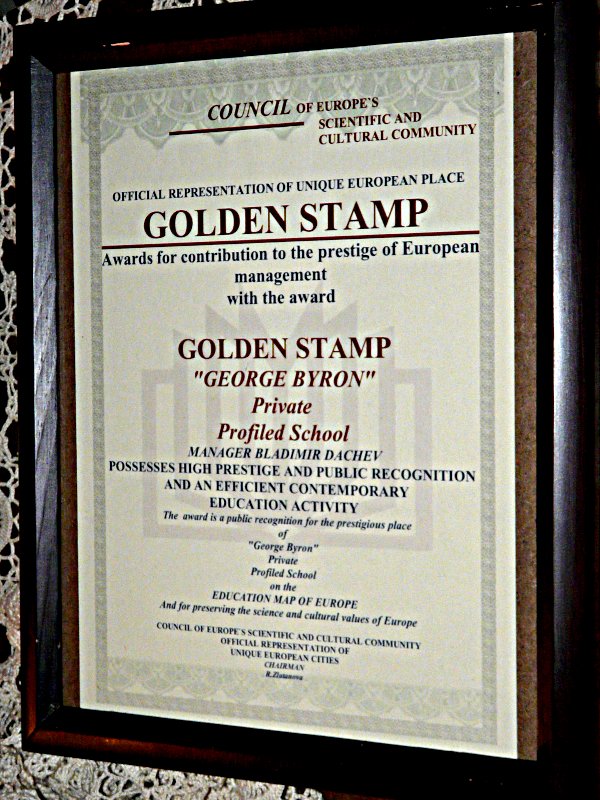 COUNCIL OF EUROPE`S
SCIENTIFIC AND
CULTURAL COMMUNITY
OFFICIAL REPRESENTATION OF UNIQUE EUROPEAN PLACE
GOLDEN STAMP
Awards for contribution to the prestige of European
management
with the award
GOLDEN STAMP
"GEORGE BYRON"
Private
Profiled School
MANAGER BLADIMIR DACHEV
POSSESSES HIGH PRESTIGE AND PUBLIC RECOGNITION
AND AN EFFICIENT CONTEMPORARY
EDUCATION ACTIVITY
The award is a public recognition for the prestigious place
of
"George Byron"
Private
Profiled School
on the
EDUCATION MAP OF EUROPE
And for preserving the science and cultural values of Europe
COUNCIL OF EUROPE`S SCIENTIFIC AND CULTURAL COMMUNITY
OFFICIAL REPRESENTATION OF
UNIQUE EUROPEAN CITIES
CHAIRMAN
R.Zlatanova